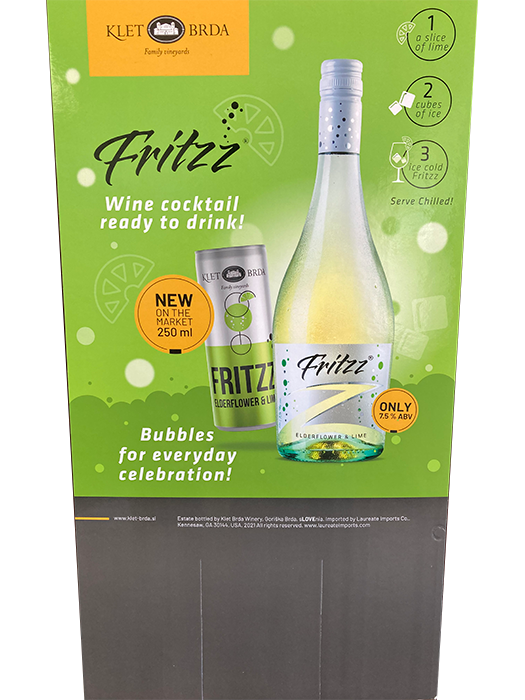 KLET BRDA
Family vineyards
1
a slice
of lime
2
cubes
of ice
3
ice cold
Fritzz
Serve Chilled!
Fritzz®
Wine cocktail
ready to drink!
KLET BRDA
Family vineyards
NEW
ON THE
MARKET
250 ml
FRITZZ
ELDERFLOWER & LIM
Fritzz®
ONLY
7.5 % ABV
ELDERFLOWER & LIME
Bubbles
for everyday
celebration!
www.klet-brda.si
Estate bottled by Klet Brda Winery, Goriška Brda, sLOVEnia. Imported by Laureate Imports Co.,
Kennesaw, GA 30144, USA. 2021 All rights reserved. www.laureateimports.com